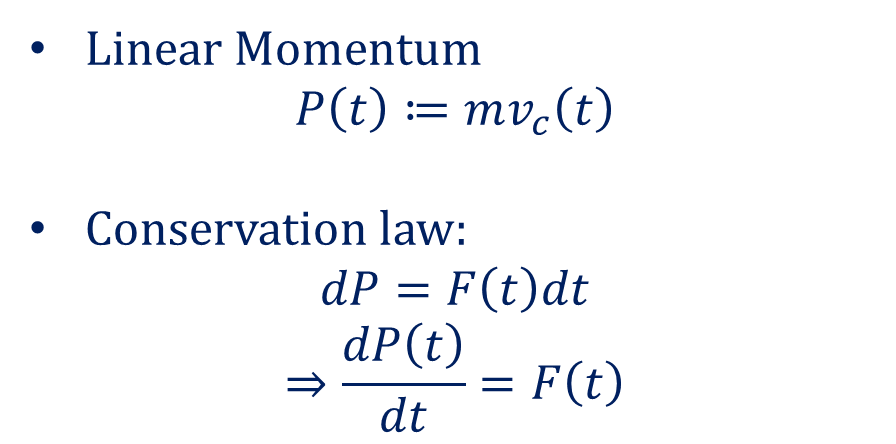 • Linear Momentum
P(t) ≔ mv_c(t)
• Conservation law:
dP = F(t)dt
⇒ dP(t)/dt = F(t)